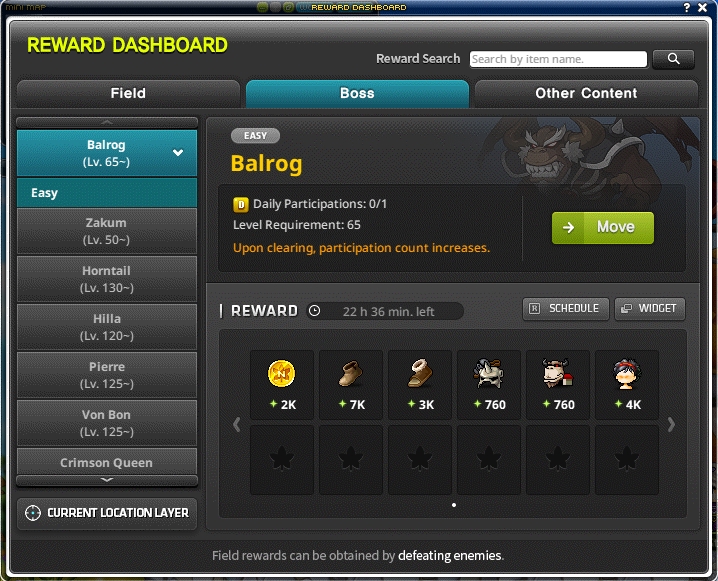 MINI MAP
REWARD DASHBOARD
?
REWARD DASHBOARD
Reward Search
Search by item name.
Field
Boss
Other Content
Balrog
(Lv. 65~)
Easy
Zakum
(Lv. 50~)
Horntail
(Lv. 130~)
Hilla
(Lv. 120~)
Pierre
(Lv. 125~)
Von Bon
(Lv. 125~)
Crimson Queen
CURRENT LOCATION LAYER
EASY
Balrog
D Daily Participations: 0/1
Level Requirement: 65
Upon clearing, participation count increases.
Move
REWARD
22 h 36 min. left
R SCHEDULE
WIDGET
+ 2K
+ 7K
+ 3K
+ 760
+ 760
+ 4K
Field rewards can be obtained by defeating enemies.